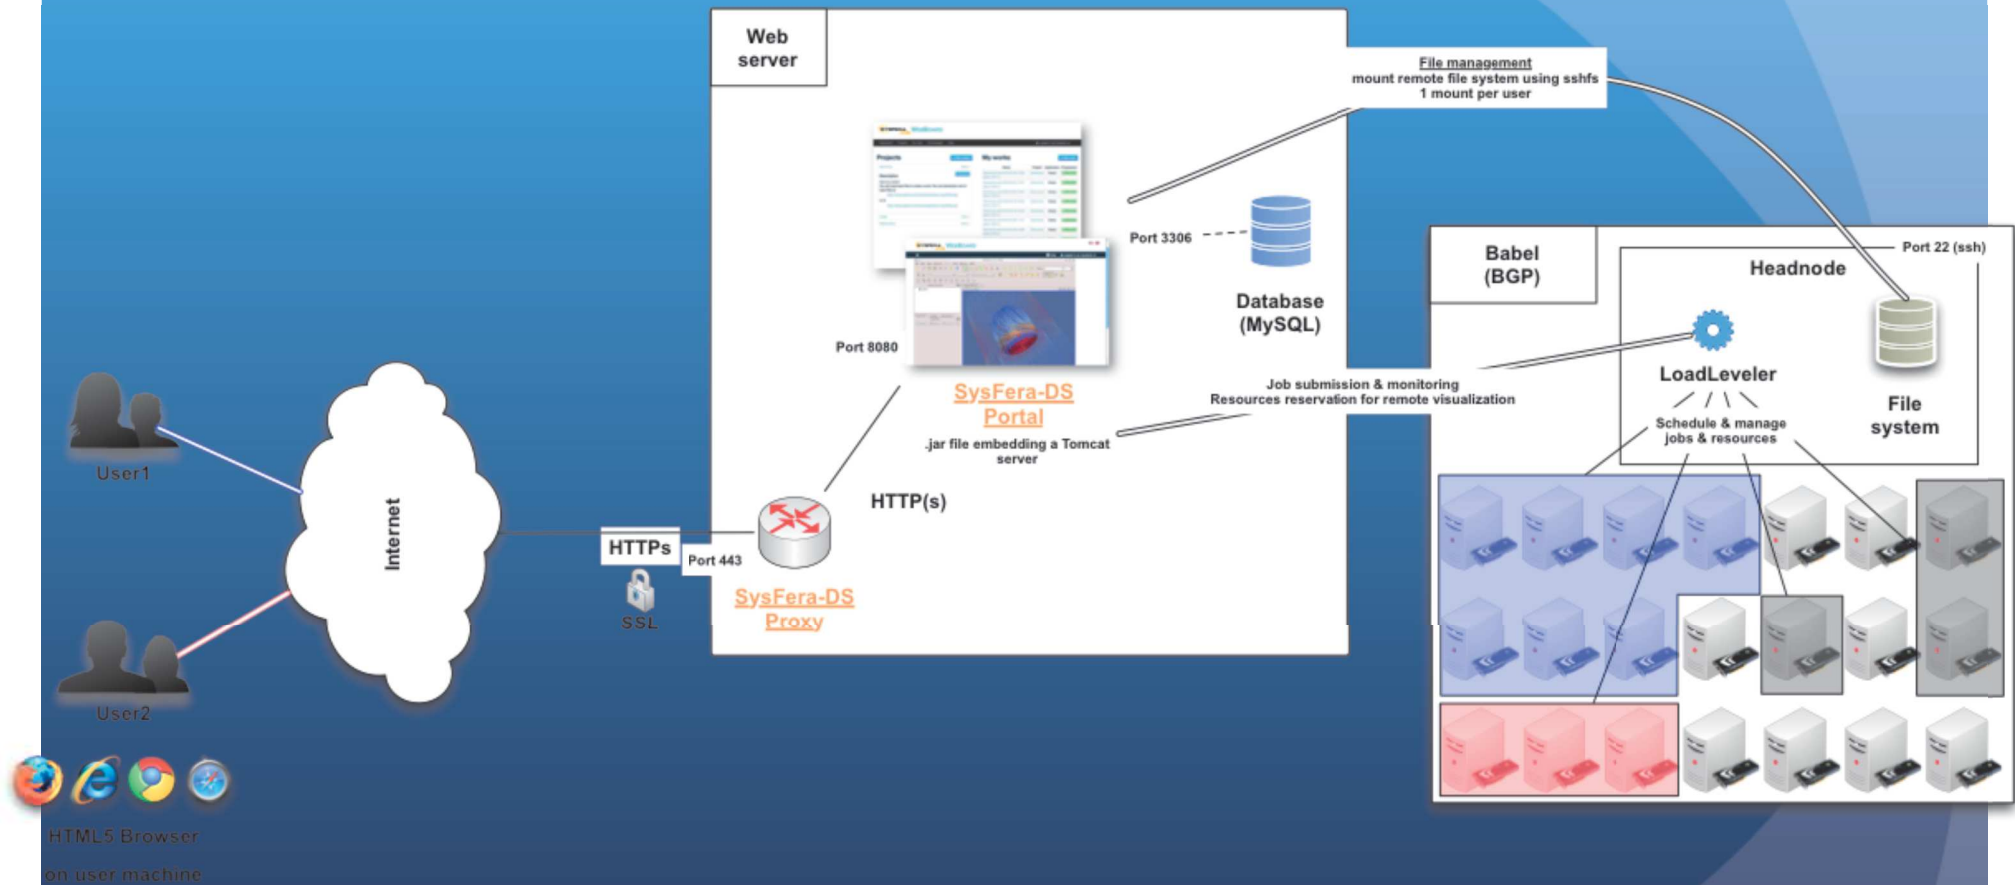 Web
server
File management
mount remote file system using sshfs
1 mount per user
Projects
My works
Port 3306
Database
(MySQL)
Port 8080
SysFera-DS
Portal
.jar file embedding a Tomcat
server
HTTP(s)
Job submission & monitoring
Resources reservation for remote visualization
Babel
(BGP)
Port 22 (ssh)
Headnode
LoadLeveler
Schedule & manage
jobs & resources
File
system
User1
Internet
HTTPs
Port 443
SSL
SysFera-DS
Proxy
User2
HTML5 Browser
on user machine